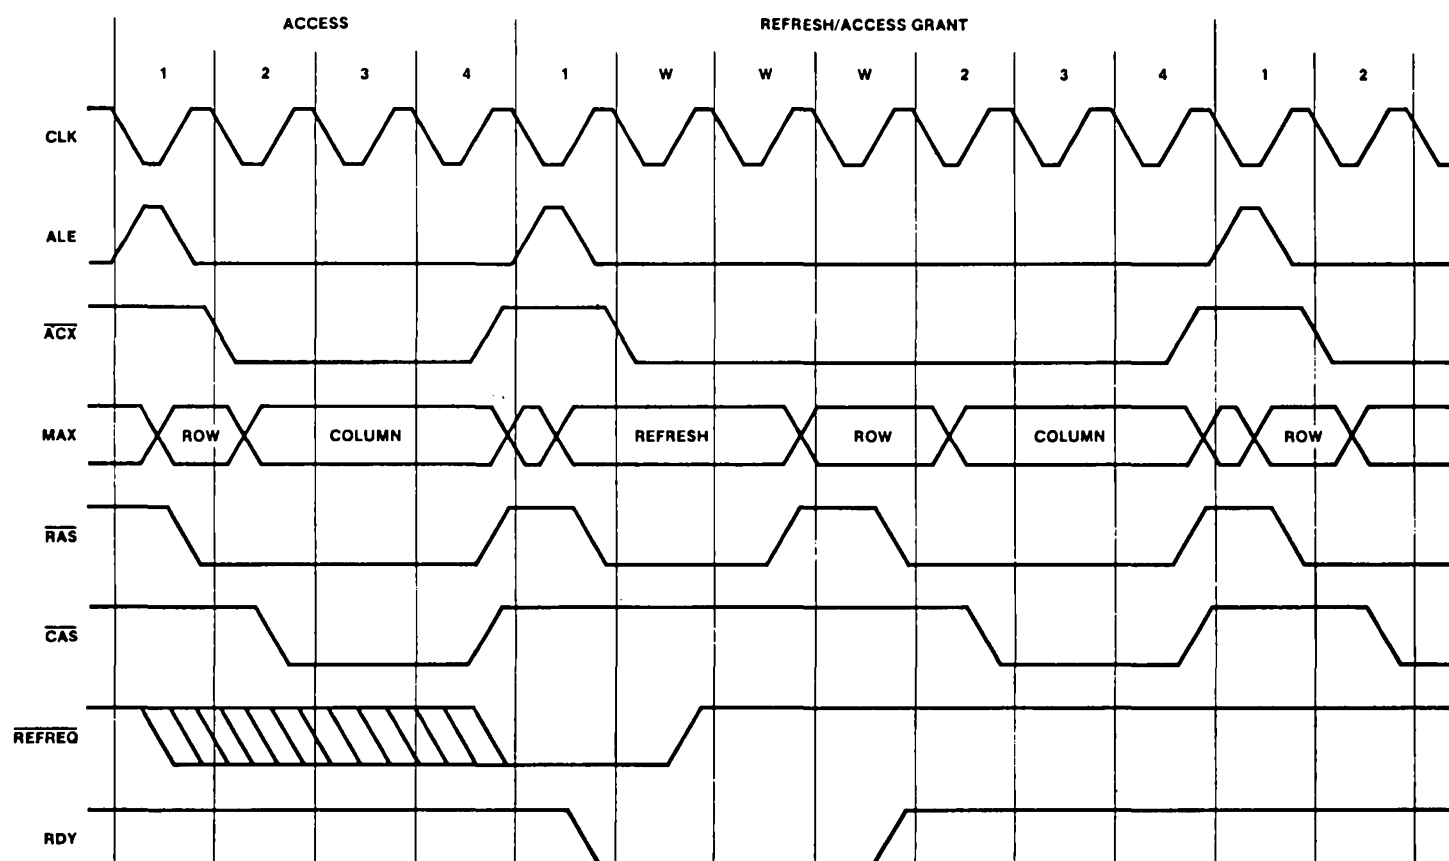 ACCESS REFRESH/ACCESS GRANT
1 2 3 4 1 W W W 2 3 4 1 2
CLK
ALE
ACX
MAX ROW COLUMN REFRESH ROW COLUMN ROW
RAS
CAS
REFREQ
RDY